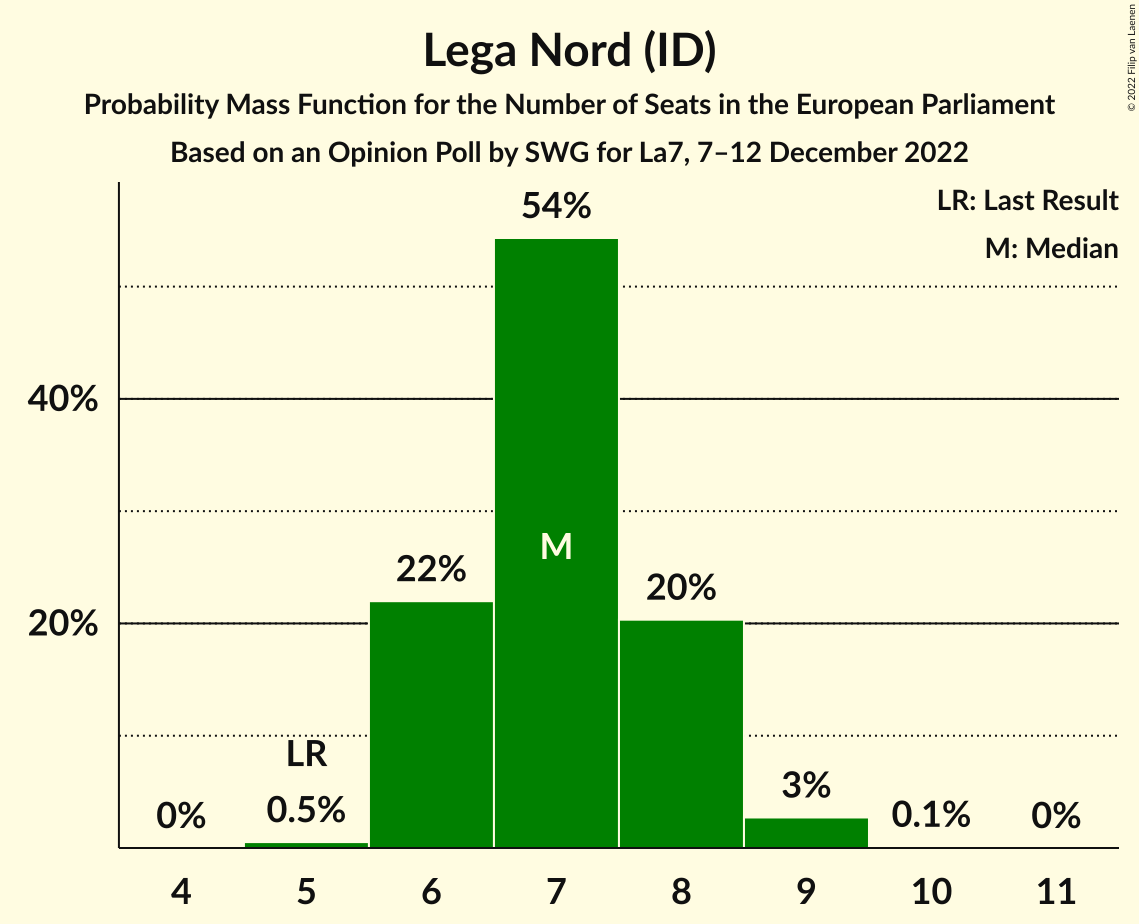 Lega Nord (ID)
Probability Mass Function for the Number of Seats in the European Parliament
Based on an Opinion Poll by SWG for La7, 7–12 December 2022
© 2022 Filip van Laenen
LR: Last Result
M: Median
40%
20%
0%
LR
0.5%
22%
54%
M
20%
3%
0.1%
0%
4 5 6 7 8 9 10 11